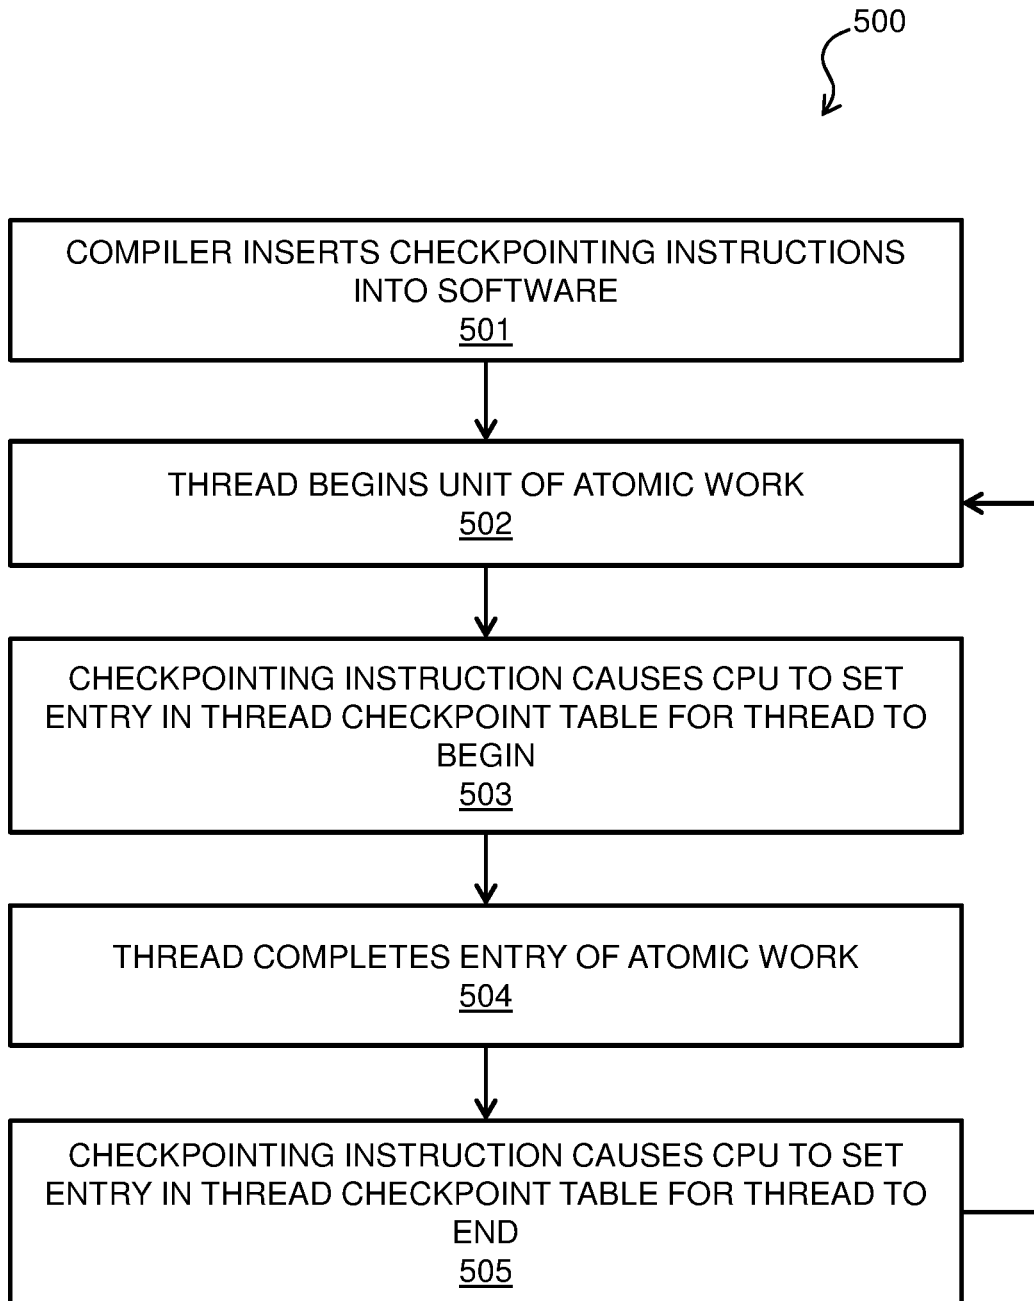 500
COMPILER INSERTS CHECKPOINTING INSTRUCTIONS
INTO SOFTWARE
501
THREAD BEGINS UNIT OF ATOMIC WORK
502
CHECKPOINTING INSTRUCTION CAUSES CPU TO SET
ENTRY IN THREAD CHECKPOINT TABLE FOR THREAD TO
BEGIN
503
THREAD COMPLETES ENTRY OF ATOMIC WORK
504
CHECKPOINTING INSTRUCTION CAUSES CPU TO SET
ENTRY IN THREAD CHECKPOINT TABLE FOR THREAD TO
END
505